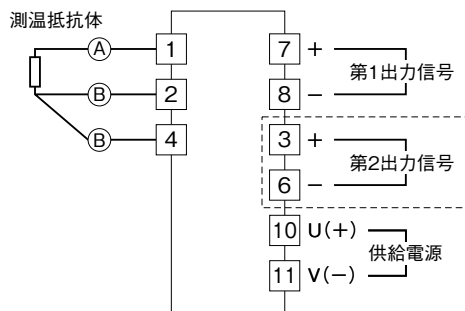 測温抵抗体
A 1
B 2
B 4
7 +
第1出力信号
8 −
3 +
第2出力信号
6 −
10 U(+)
供給電源
11 V(−)